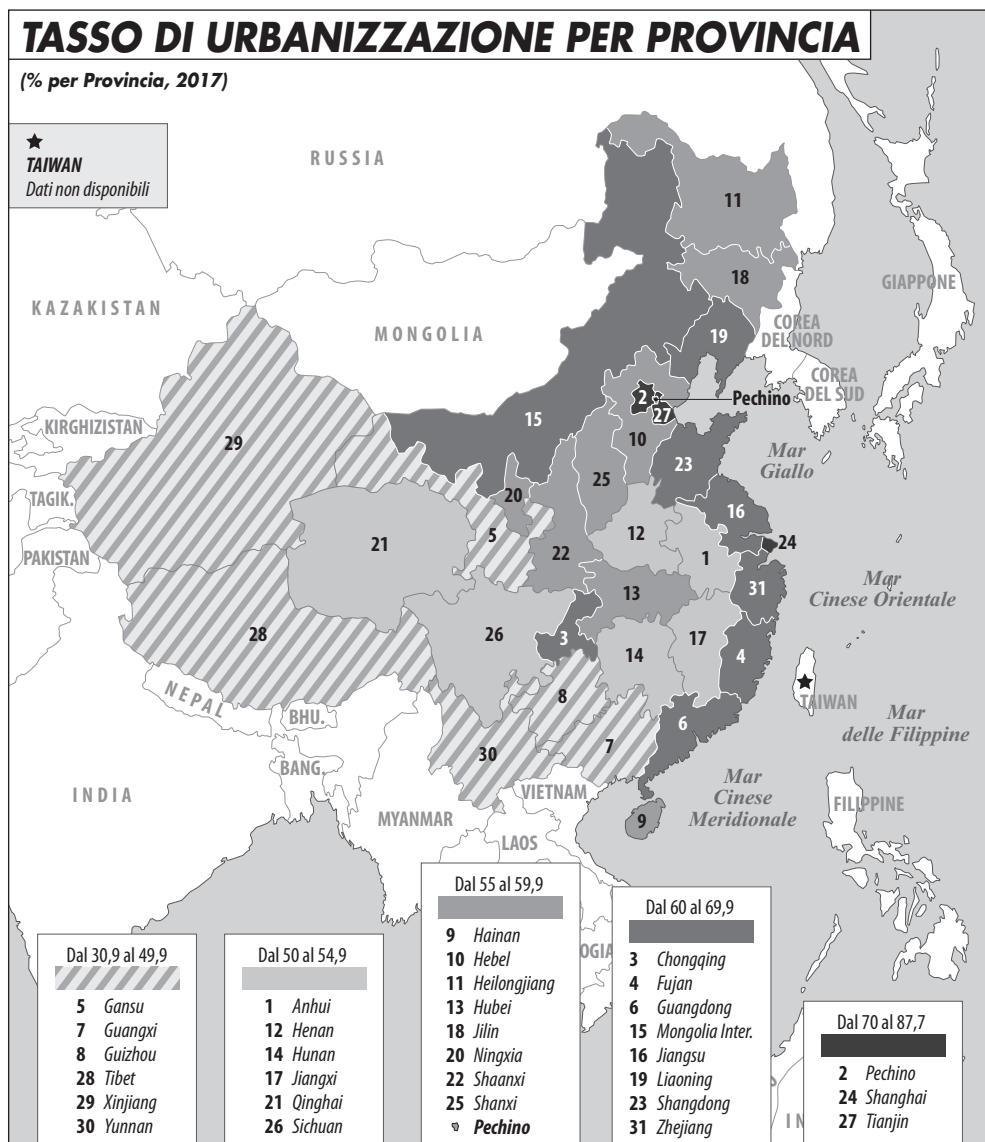 TASSO DI URBANIZZAZIONE PER PROVINCIA
(% per Provincia, 2017)
★
TAIWAN
Dati non disponibili
RUSSIA
KAZAKISTAN
MONGOLIA
GIAPPONE
COREA
DEL NORD
COREA
DEL SUD
KIRGHIZISTAN
TAGIK.
PAKISTAN
NEPAL
BHU.
BANG.
INDIA
MYANMAR
VIETNAM
LAOS
TAIWAN
FILIPPINE
OGIA
IN
Pechino
Mar
Giallo
Mar
Cinese Orientale
Mar
delle Filippine
Mar
Cinese
Meridionale
11
18
19
2
27
15
10
29
23
20
25
16
5
21
12
24
22
1
31
13
28
26
3
14
17
4
8
6
30
7
9
Dal 30,9 al 49,9
5 Gansu
7 Guangxi
8 Guizhou
28 Tibet
29 Xinjiang
30 Yunnan
Dal 50 al 54,9
1 Anhui
12 Henan
14 Hunan
17 Jiangxi
21 Qinghai
26 Sichuan
Dal 55 al 59,9
9 Hainan
10 Hebel
11 Heilongjiang
13 Hubei
18 Jilin
20 Ningxia
22 Shaanxi
25 Shanxi
Pechino
Dal 60 al 69,9
3 Chongqing
4 Fujan
6 Guangdong
15 Mongolia Inter.
16 Jiangsu
19 Liaoning
23 Shangdong
31 Zhejiang
Dal 70 al 87,7
2 Pechino
24 Shanghai
27 Tianjin